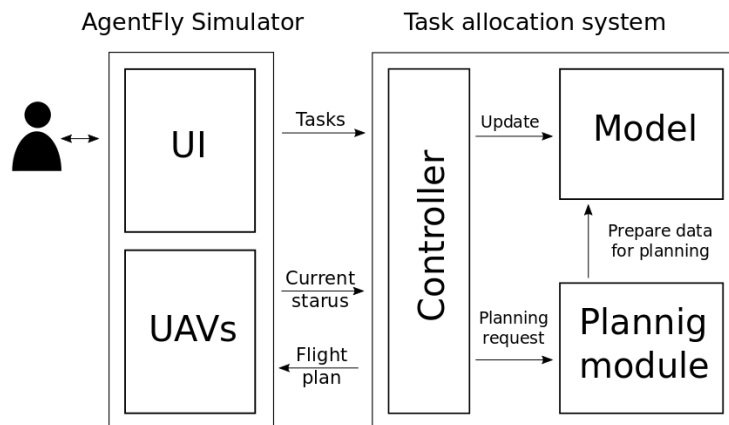 AgentFly Simulator
Task allocation system
UI
Tasks
Controller
Update
Model
Prepare data
for planning
UAVs
Current
starus
Flight
plan
Planning
request
Plannig
module